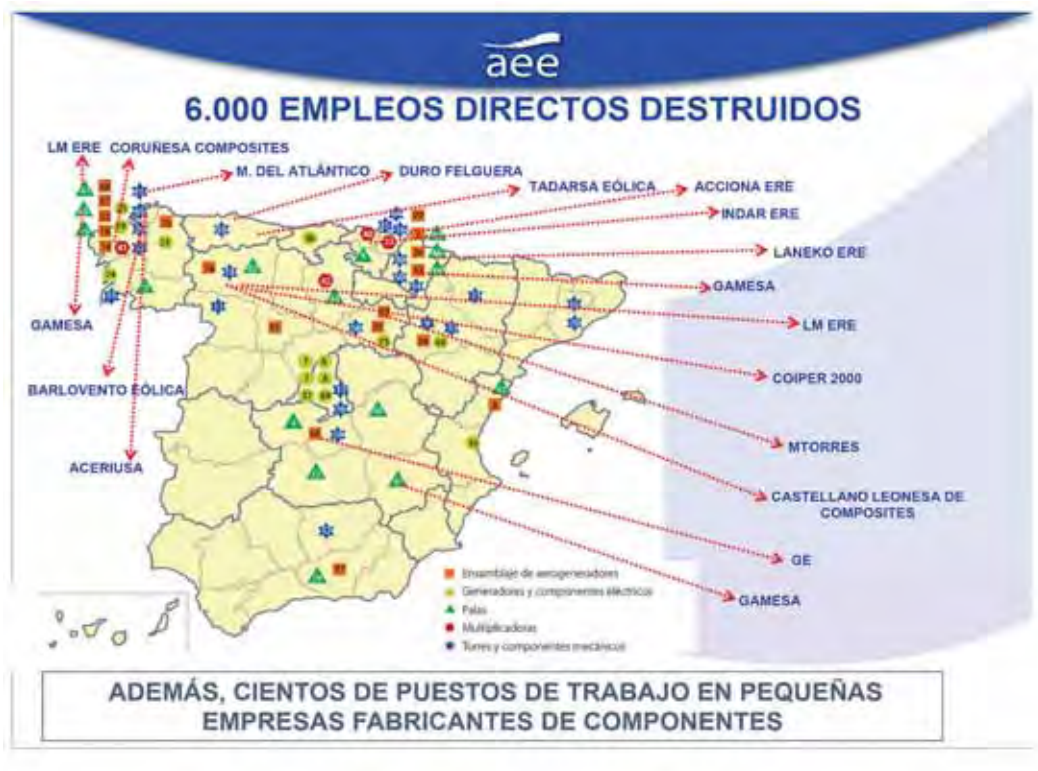 aee
6.000 EMPLEOS DIRECTOS DESTRUIDOS
LM ERE
CORUÑESA COMPOSITES
M. DEL ATLÁNTICO
DURO FELGUERA
TADARSA EÓLICA
ACCIONA ERE
INDAR ERE
LANEKO ERE
GAMESA
GAMESA
LM ERE
BARLOVENTO EÓLICA
COIPER 2000
MTORRES
ACERIUSA
CASTELLANO LEONESA DE
COMPOSITES
GE
GAMESA
Ensamblaje de aerogeneradores
Generadores y componentes eléctricos
Palas
Multiplicadoras
Torres y componentes mecánicos
ADEMÁS, CIENTOS DE PUESTOS DE TRABAJO EN PEQUEÑAS
EMPRESAS FABRICANTES DE COMPONENTES